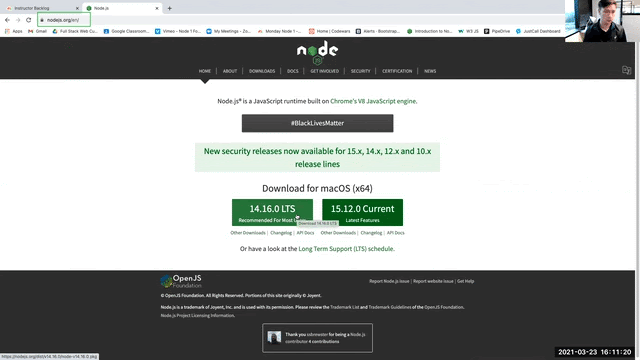 Instructor Backlog
Node.js
nodejs.org/en/
Gmail
Full Stack Web Cu
Google Classroom...
Vimeo - Node 1 F
My Meetings - Zo
Monday Node 1
Home | Codewars
Alerts · Bootstrap...
Introduction to No
W3 JS
PipeDrive
JustCall Dashboard
node
JS
HOME
ABOUT
DOWNLOADS
DOCS
GET INVOLVED
SECURITY
CERTIFICATION
NEWS
Node.js® is a JavaScript runtime built on Chrome's V8 JavaScript engine.
#BlackLivesMatter
New security releases now available for 15.x, 14.x, 12.x and 10.x
release lines
Download for macOS (x64)
14.16.0 LTS
Recommended For Most
15.12.0 Current
Latest Features
Download 14.16.0 LTS
Other Downloads | Changelog | API Docs
Other Downloads | Changelog | API Docs
Or have a look at the Long Term Support (LTS) schedule.
OpenJS
Foundation
Report Node.js issue | Report website issue | Get Help
© OpenJS Foundation. All Rights Reserved. Portions of this site originally © Joyent.
Node.js is a trademark of Joyent, Inc. and is used with its permission. Please review the Trademark List and Trademark Guidelines of the OpenJS Foundation.
Node.js Project Licensing Information.
for being a Node.js
contributor 4 contributions
Thank you
https://nodejs.org/dist/v14.16.0/node-v14.16.0.pkg
2021-03-23 16:11:20